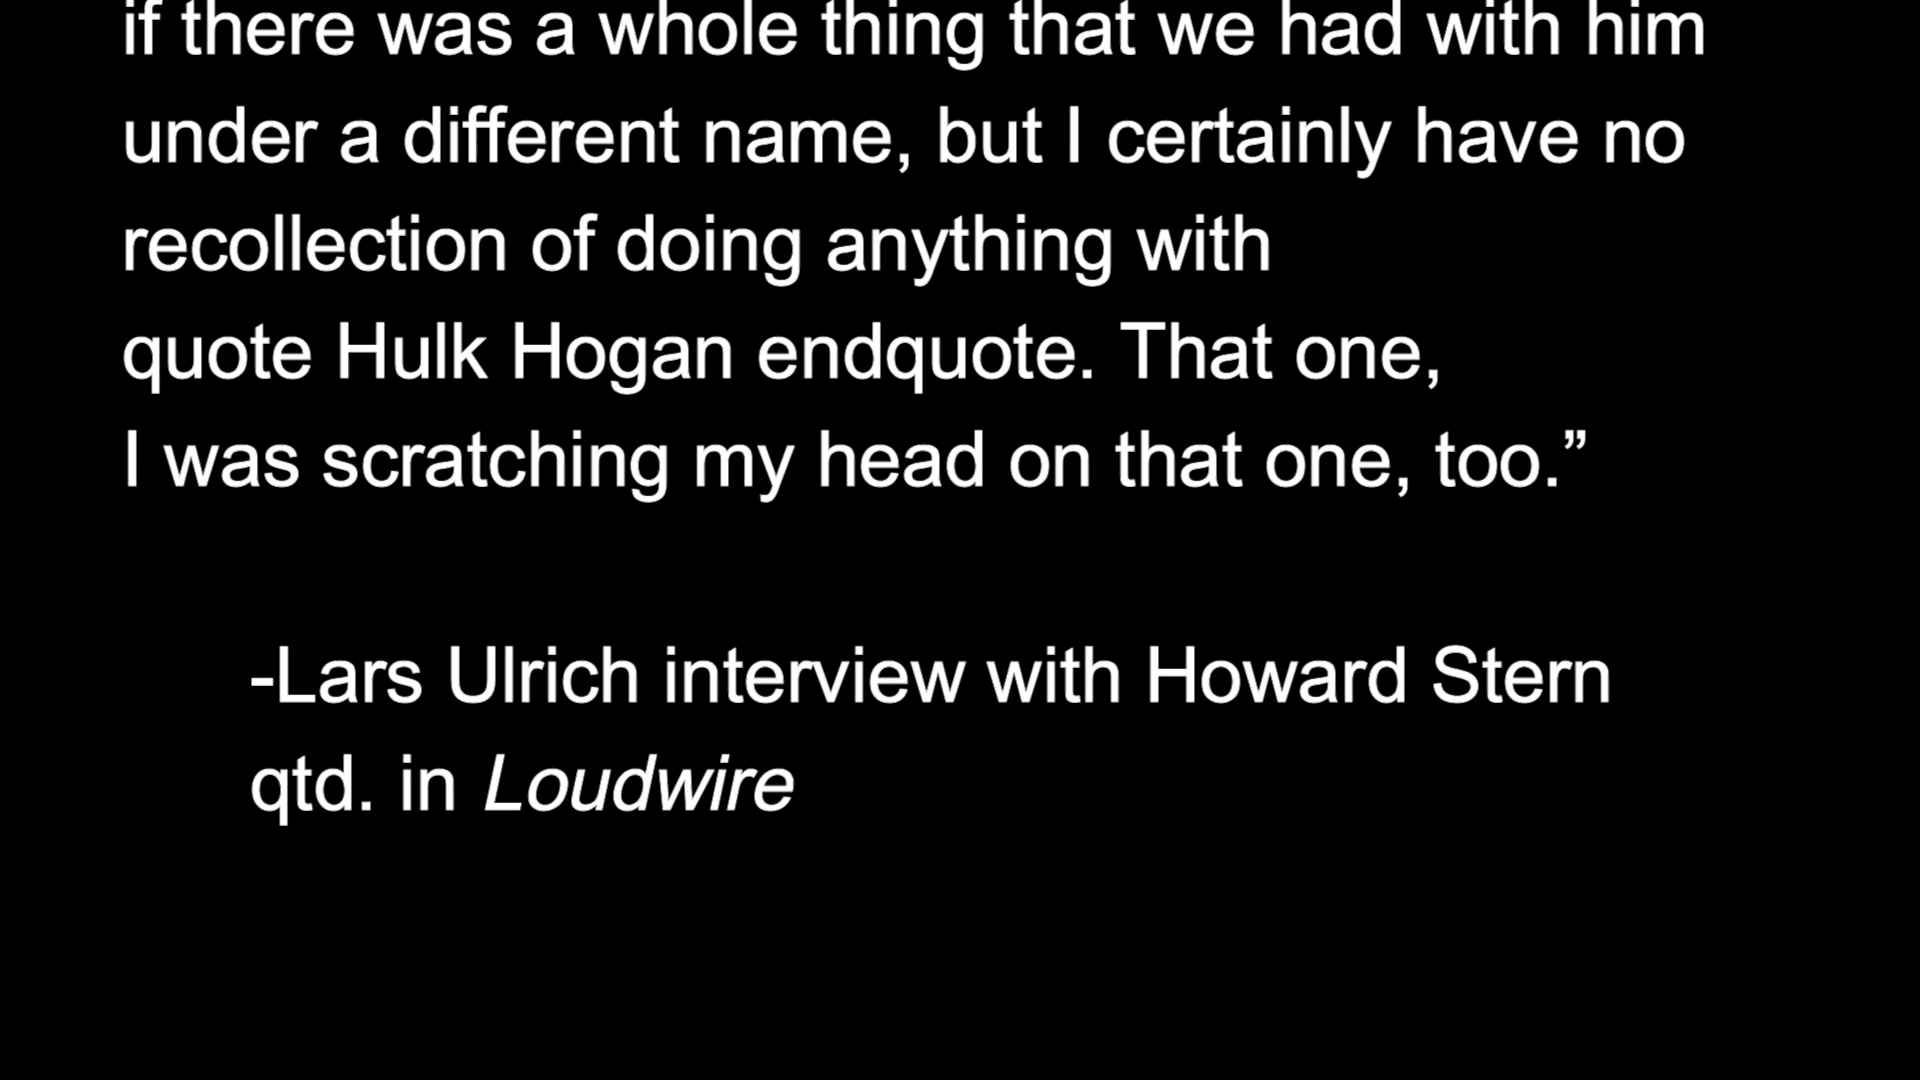 if there was a whole thing that we had with him
under a different name, but I certainly have no
recollection of doing anything with
quote Hulk Hogan endquote. That one,
I was scratching my head on that one, too.”
-Lars Ulrich interview with Howard Stern
qtd. in Loudwire